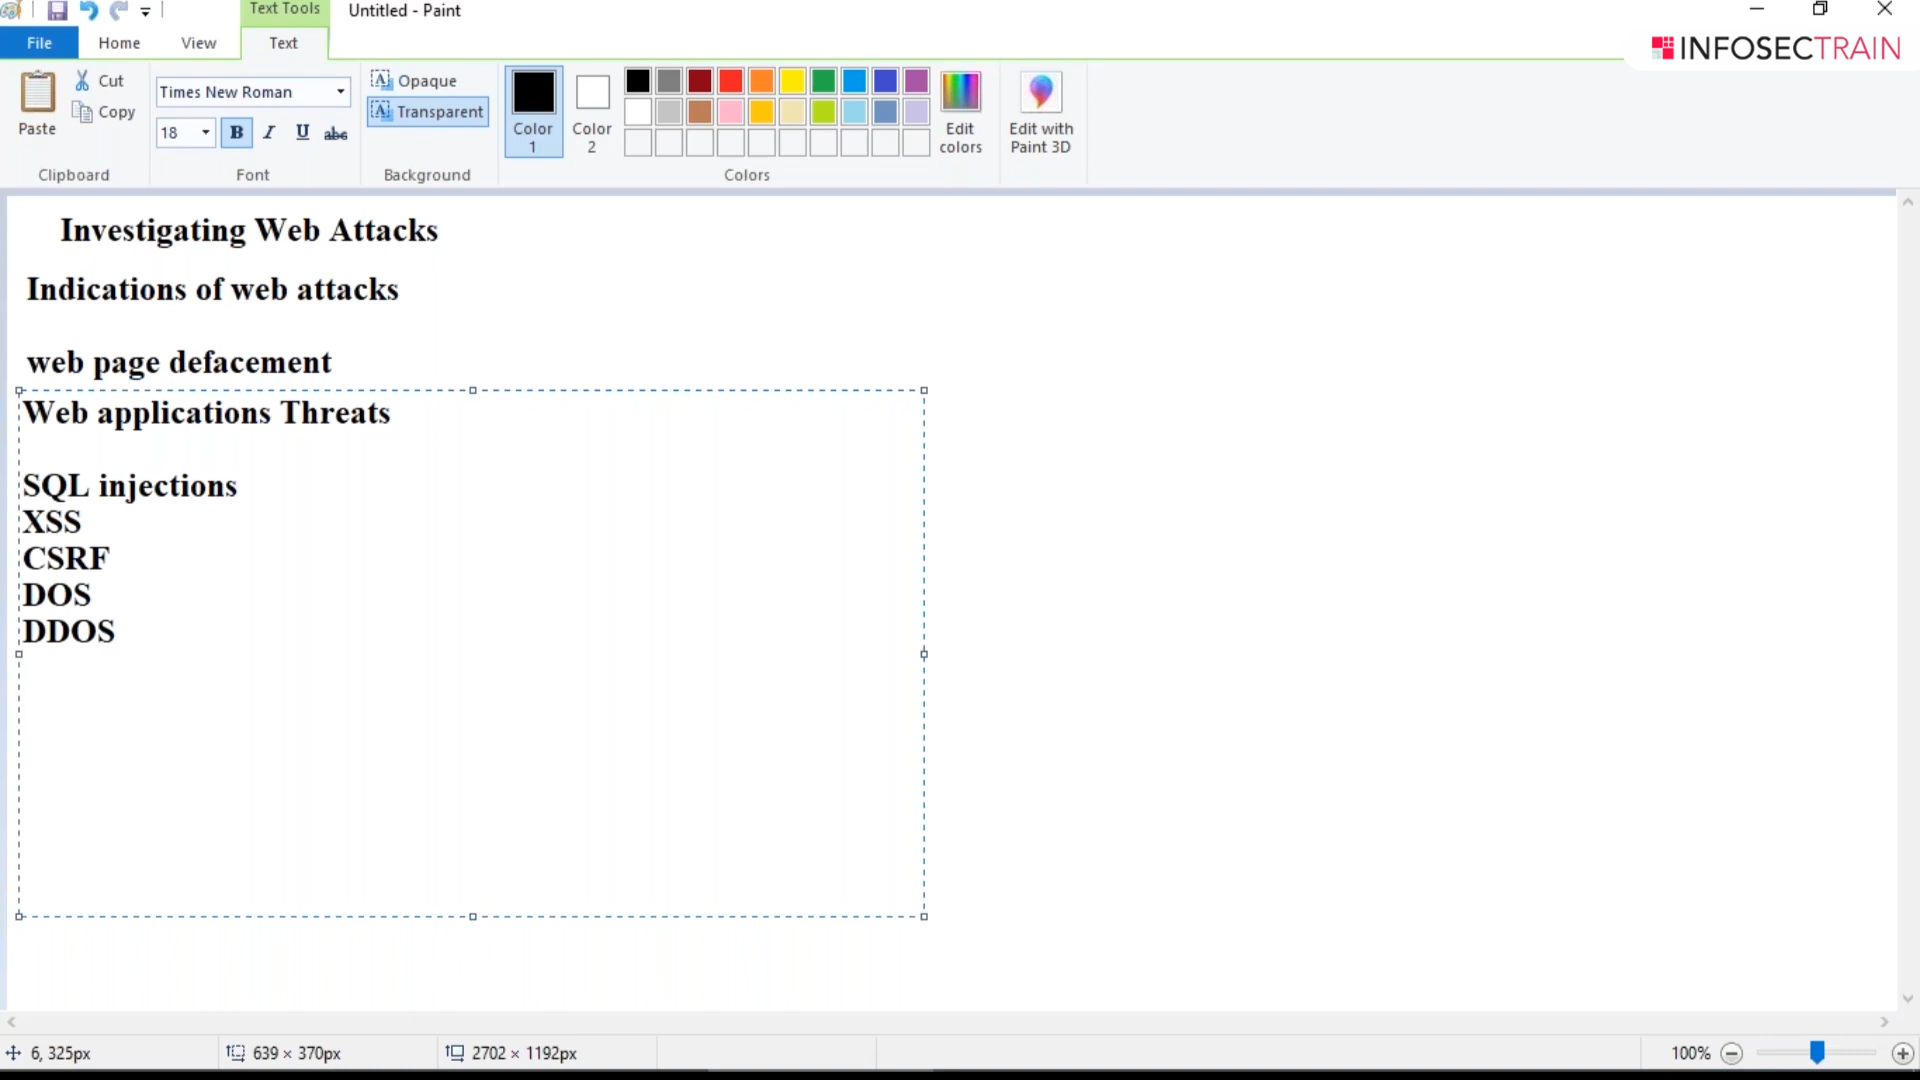 Text Tools
Untitled - Paint
File
Home
View
Text
INFOSECTRAIN
Paste
Cut
Copy
Clipboard
Times New Roman
18
B I U abc
Font
Opaque
Transparent
Background
Color 1
Color 2
Edit colors
Colors
Edit with Paint 3D
Investigating Web Attacks
Indications of web attacks
web page defacement
Web applications Threats
SQL injections
XSS
CSRF
DOS
DDOS
6, 325px
639 × 370px
2702 × 1192px
100%